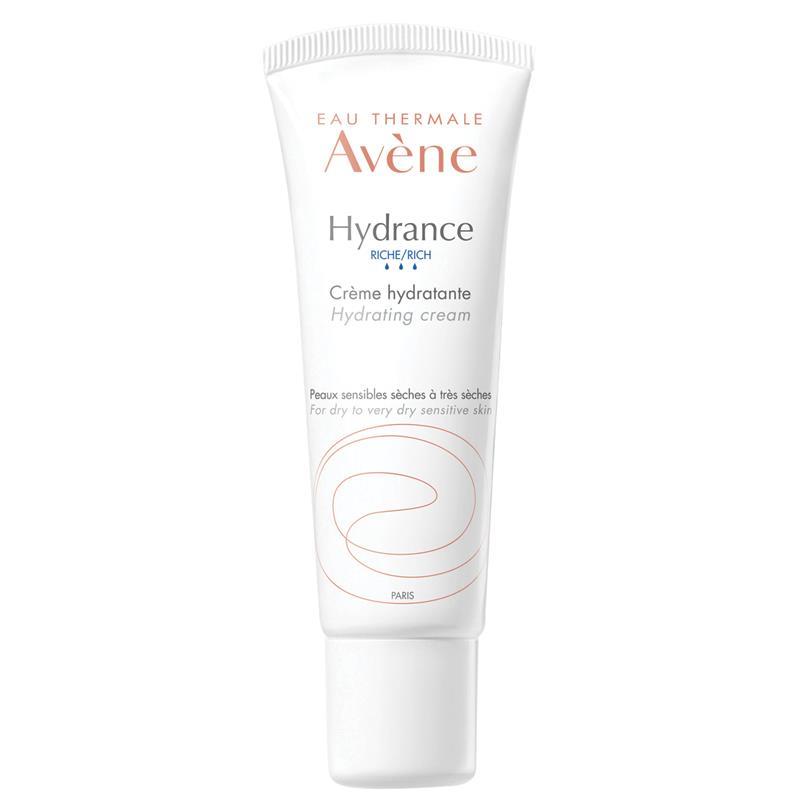 EAU THERMALE
Avène
Hydrance
RICHE/RICH
Crème hydratante
Hydrating cream
Peaux sensibles sèches à très sèches
For dry to very dry sensitive skin
PARIS